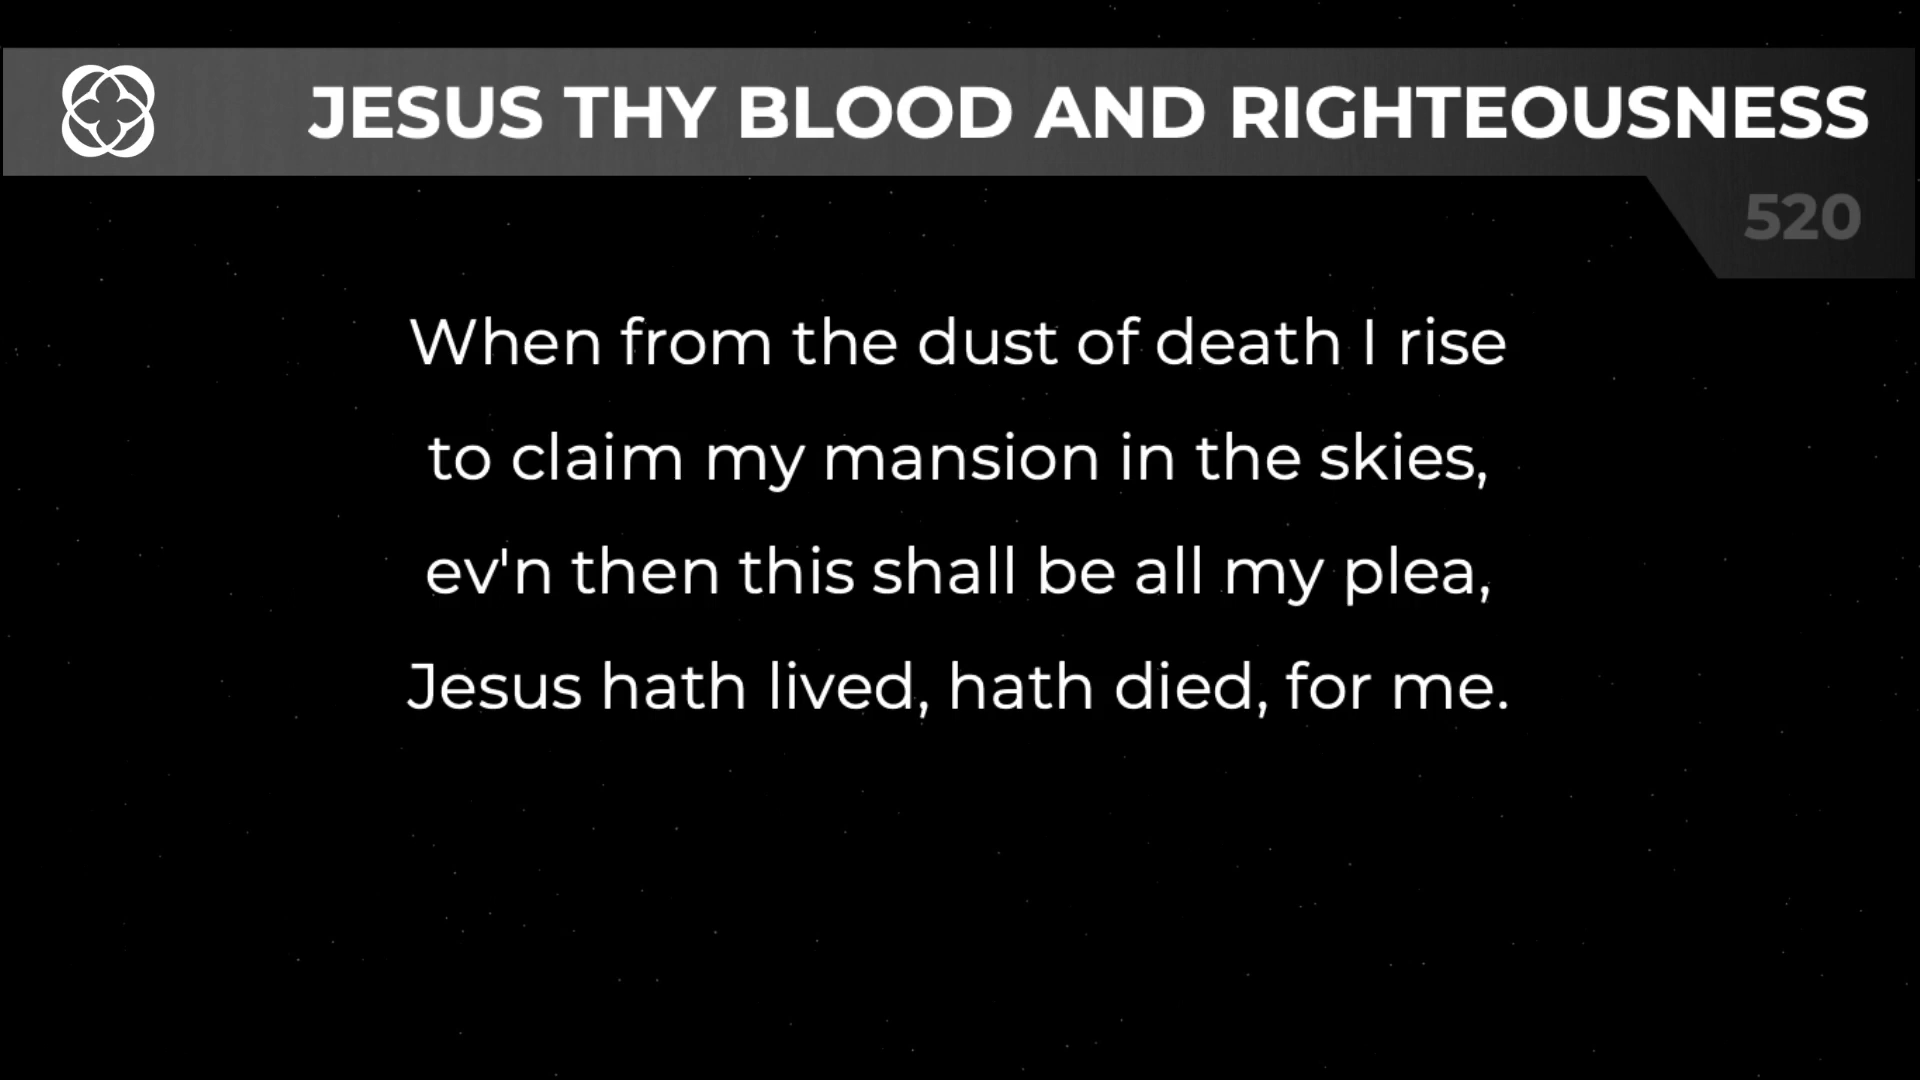 JESUS THY BLOOD AND RIGHTEOUSNESS
520
When from the dust of death I rise
to claim my mansion in the skies,
ev'n then this shall be all my plea,
Jesus hath lived, hath died, for me.